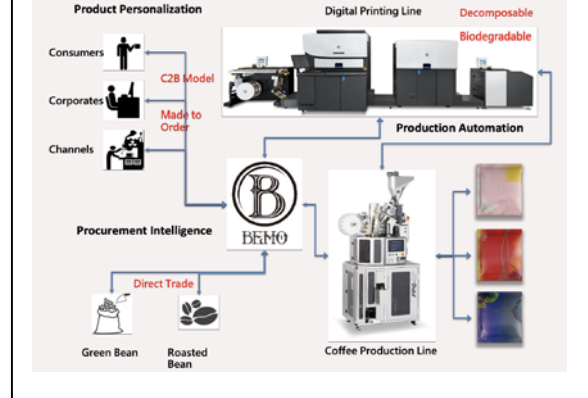 Product Personalization
Digital Printing Line
Decomposable
Biodegradable
Consumers
C2B Model
Corporates
Made to
Order
Production Automation
Channels
B
BEMO
Procurement Intelligence
Direct Trade
Green Bean
Roasted
Bean
Coffee Production Line